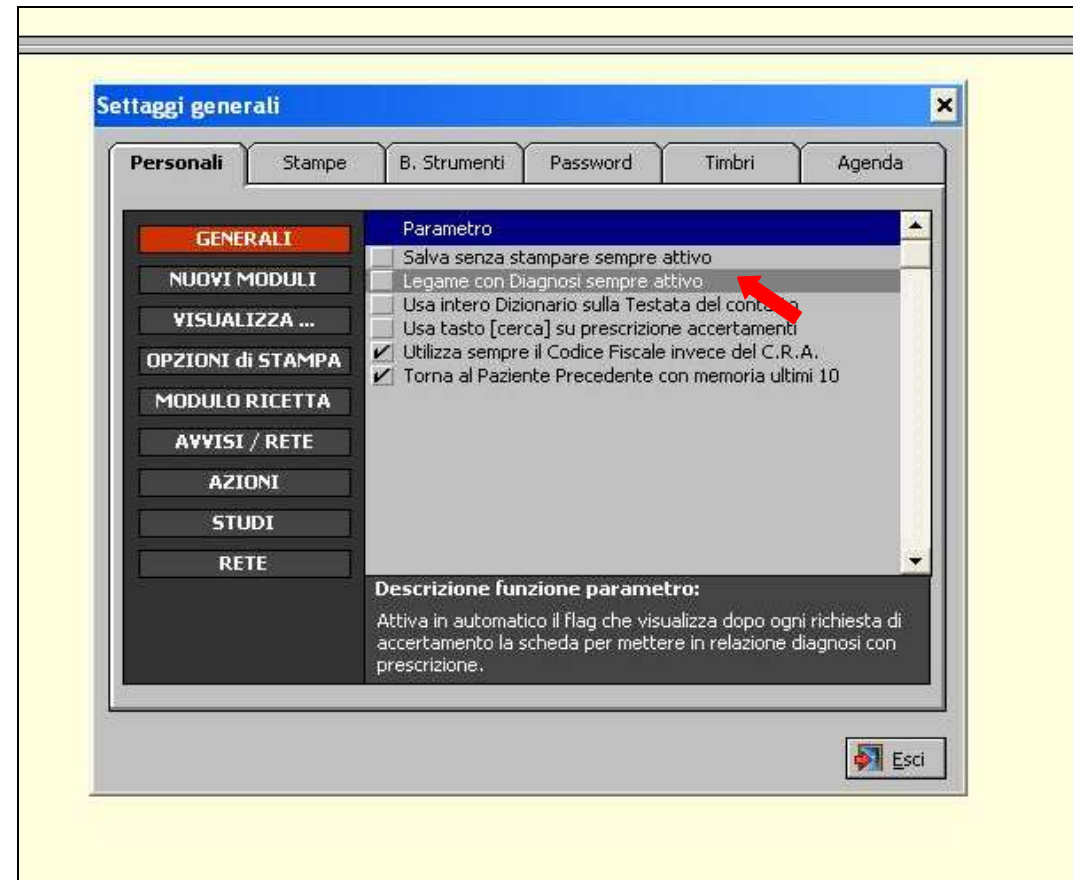 Settaggi generali
Personali Stampe B. Strumenti Password Timbri Agenda
GENERALI
NUOVI MODULI
VISUALIZZA ...
OPZIONI di STAMPA
MODULO RICETTA
AVVISI / RETE
AZIONI
STUDI
RETE
Parametro
Salva senza stampare sempre attivo
Legame con Diagnosi sempre attivo
Usa intero Dizionario sulla Testata del
Usa tasto [cerca] su prescrizione accertamenti
Utilizza sempre il Codice Fiscale invece del C.R.A.
Torna al Paziente Precedente con memoria ultimi 10
Descrizione funzione parametro:
Attiva in automatico il flag che visualizza dopo ogni richiesta di
accertamento la scheda per mettere in relazione diagnosi con
prescrizione.
Esci